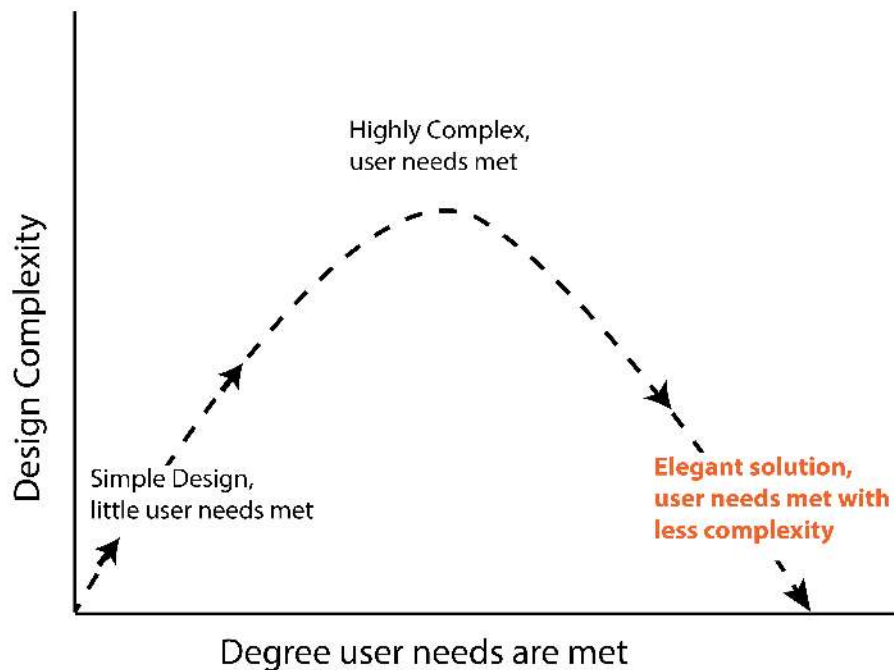 Highly Complex,
user needs met
Design Complexity
Simple Design,
little user needs met
Elegant solution,
user needs met with
less complexity
Degree user needs are met